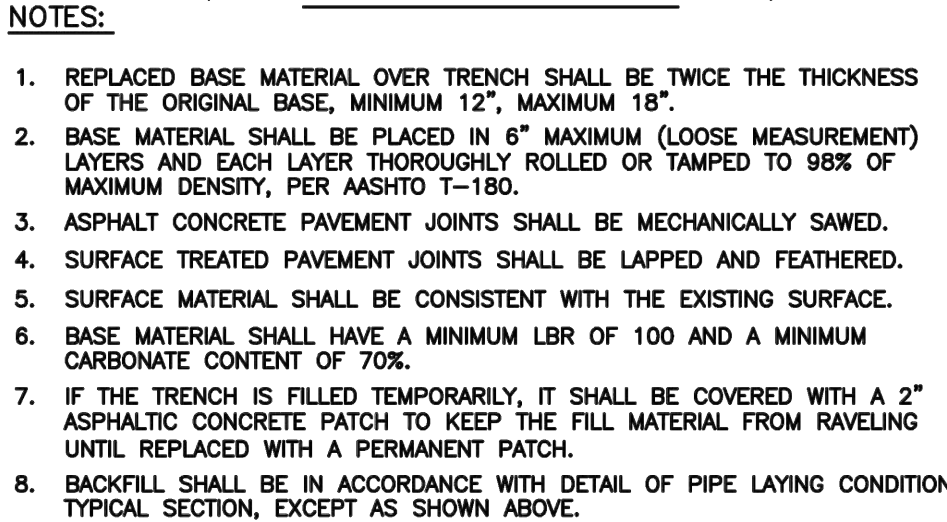 NOTES:
1. REPLACED BASE MATERIAL OVER TRENCH SHALL BE TWICE THE THICKNESS
OF THE ORIGINAL BASE, MINIMUM 12", MAXIMUM 18".
2. BASE MATERIAL SHALL BE PLACED IN 6" MAXIMUM (LOOSE MEASUREMENT)
LAYERS AND EACH LAYER THOROUGHLY ROLLED OR TAMPED TO 98% OF
MAXIMUM DENSITY, PER AASHTO T-180.
3. ASPHALT CONCRETE PAVEMENT JOINTS SHALL BE MECHANICALLY SAWED.
4. SURFACE TREATED PAVEMENT JOINTS SHALL BE LAPPED AND FEATHERED.
5. SURFACE MATERIAL SHALL BE CONSISTENT WITH THE EXISTING SURFACE.
6. BASE MATERIAL SHALL HAVE A MINIMUM LBR OF 100 AND A MINIMUM
CARBONATE CONTENT OF 70%.
7. IF THE TRENCH IS FILLED TEMPORARILY, IT SHALL BE COVERED WITH A 2"
ASPHALTIC CONCRETE PATCH TO KEEP THE FILL MATERIAL FROM RAVELING
UNTIL REPLACED WITH A PERMANENT PATCH.
8. BACKFILL SHALL BE IN ACCORDANCE WITH DETAIL OF PIPE LAYING CONDITION
TYPICAL SECTION, EXCEPT AS SHOWN ABOVE.